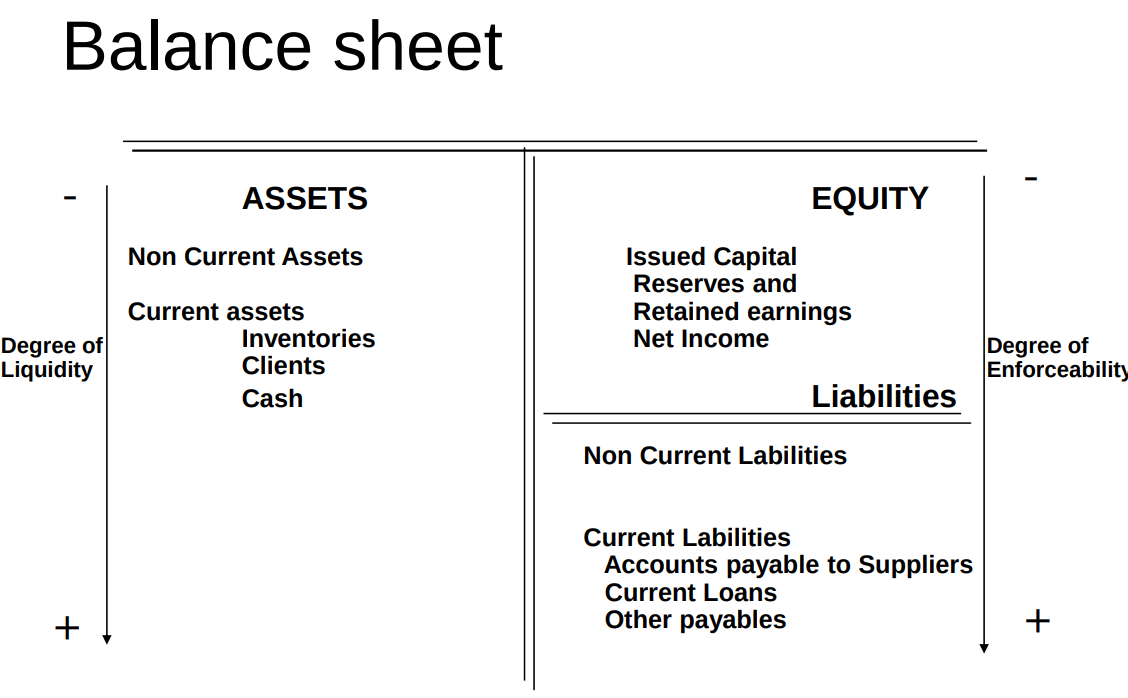 Balance sheet
-
ASSETS
Non Current Assets
Current assets
Inventories
Clients
Cash
Degree of
Liquidity
+
-
EQUITY
Issued Capital
Reserves and
Retained earnings
Net Income
Liabilities
Non Current Labilities
Current Labilities
Accounts payable to Suppliers
Current Loans
Other payables
Degree of
Enforceability
+